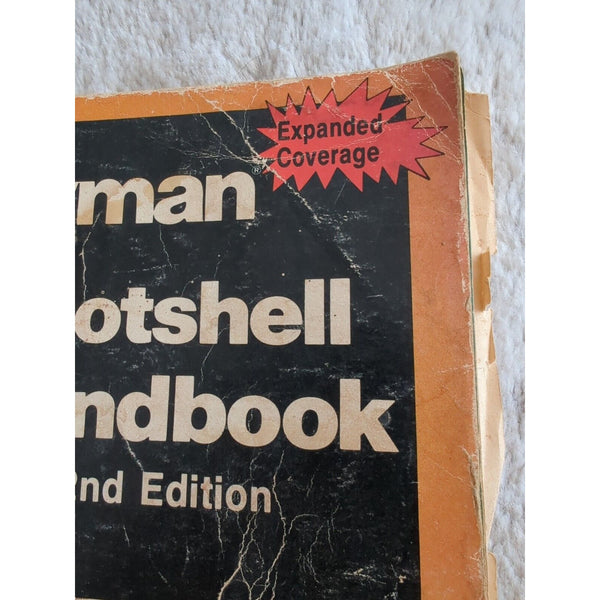 Expanded
Coverage
yman®
otshell
ndbook
2nd Edition